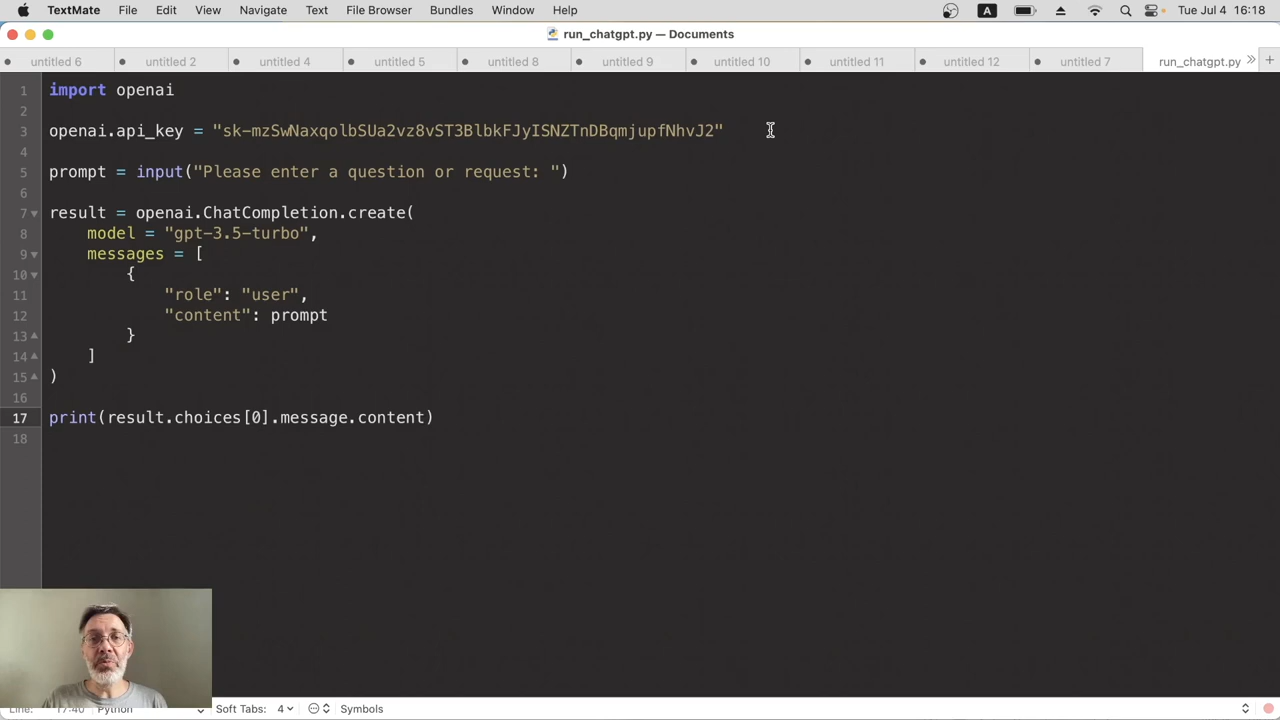 TextMate File Edit View Navigate Text File Browser Bundles Window Help A Tue Jul 4 16:18
run_chatgpt.py — Documents
untitled 6 untitled 2 untitled 4 untitled 5 untitled 8 untitled 9 untitled 10 untitled 11 untitled 12 untitled 7 run_chatgpt.py
1 import openai
2
3 openai.api_key = "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"
4
5 prompt = input("Please enter a question or request: ")
6
7 result = openai.ChatCompletion.create(
8 model = "gpt-3.5-turbo",
9 messages = [
10 {
11 "role": "user",
12 "content": prompt
13 }
14 ]
15 )
16
17 print(result.choices[0].message.content)
18
Line: 17:40 Python Soft Tabs: 4 Symbols